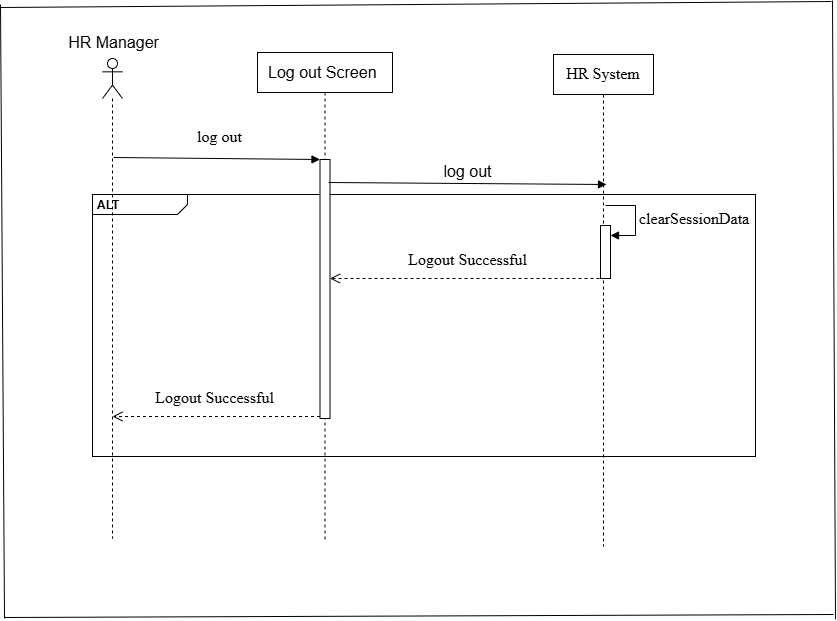 HR Manager
Log out Screen
HR System
log out
log out
ALT
clearSessionData
Logout Successful
Logout Successful